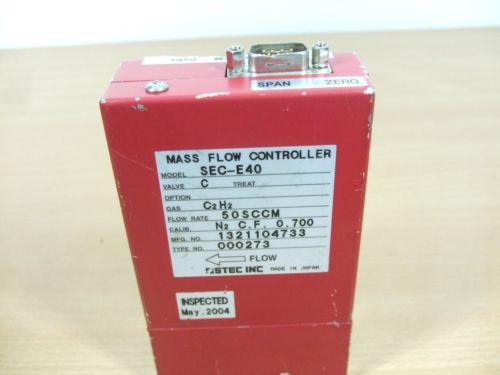 SPAN ZERO
MASS FLOW CONTROLLER
MODEL SEC-E40
VALVE C TREAT
OPTION
GAS C2H2
FLOW RATE 50SCCM
CALIB. N2 C.F. 0.700
MFG. NO. 1321104733
TYPE NO. 000273
FLOW
STEC INC MADE IN JAPAN
INSPECTED
May.2004